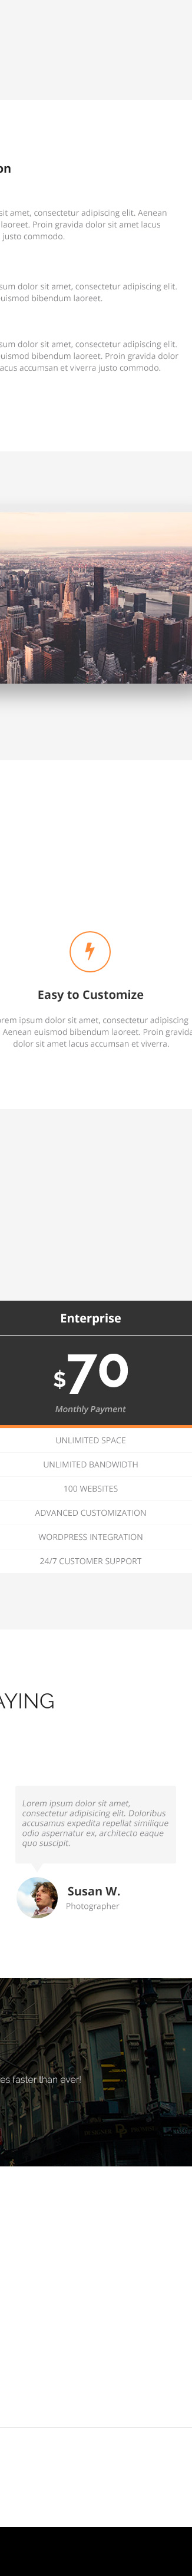 on
sit amet, consectetur adipiscing elit. Aenean
laoreet. Proin gravida dolor sit amet lacus
justo commodo.
sum dolor sit amet, consectetur adipiscing elit.
uismod bibendum laoreet.
sum dolor sit amet, consectetur adipiscing elit.
uismod bibendum laoreet. Proin gravida dolor
acus accumsan et viverra justo commodo.
Easy to Customize
orem ipsum dolor sit amet, consectetur adipiscing
Aenean euismod bibendum laoreet. Proin gravida
dolor sit amet lacus accumsan et viverra.
Enterprise
$70
Monthly Payment
UNLIMITED SPACE
UNLIMITED BANDWIDTH
100 WEBSITES
ADVANCED CUSTOMIZATION
WORDPRESS INTEGRATION
24/7 CUSTOMER SUPPORT
AYING
Lorem ipsum dolor sit amet,
consectetur adipisicing elit. Doloribus
accusamus expedita repellat similique
odio aspernatur ex, architecto eaque
quo suscipit.
Susan W.
Photographer
es faster than ever!